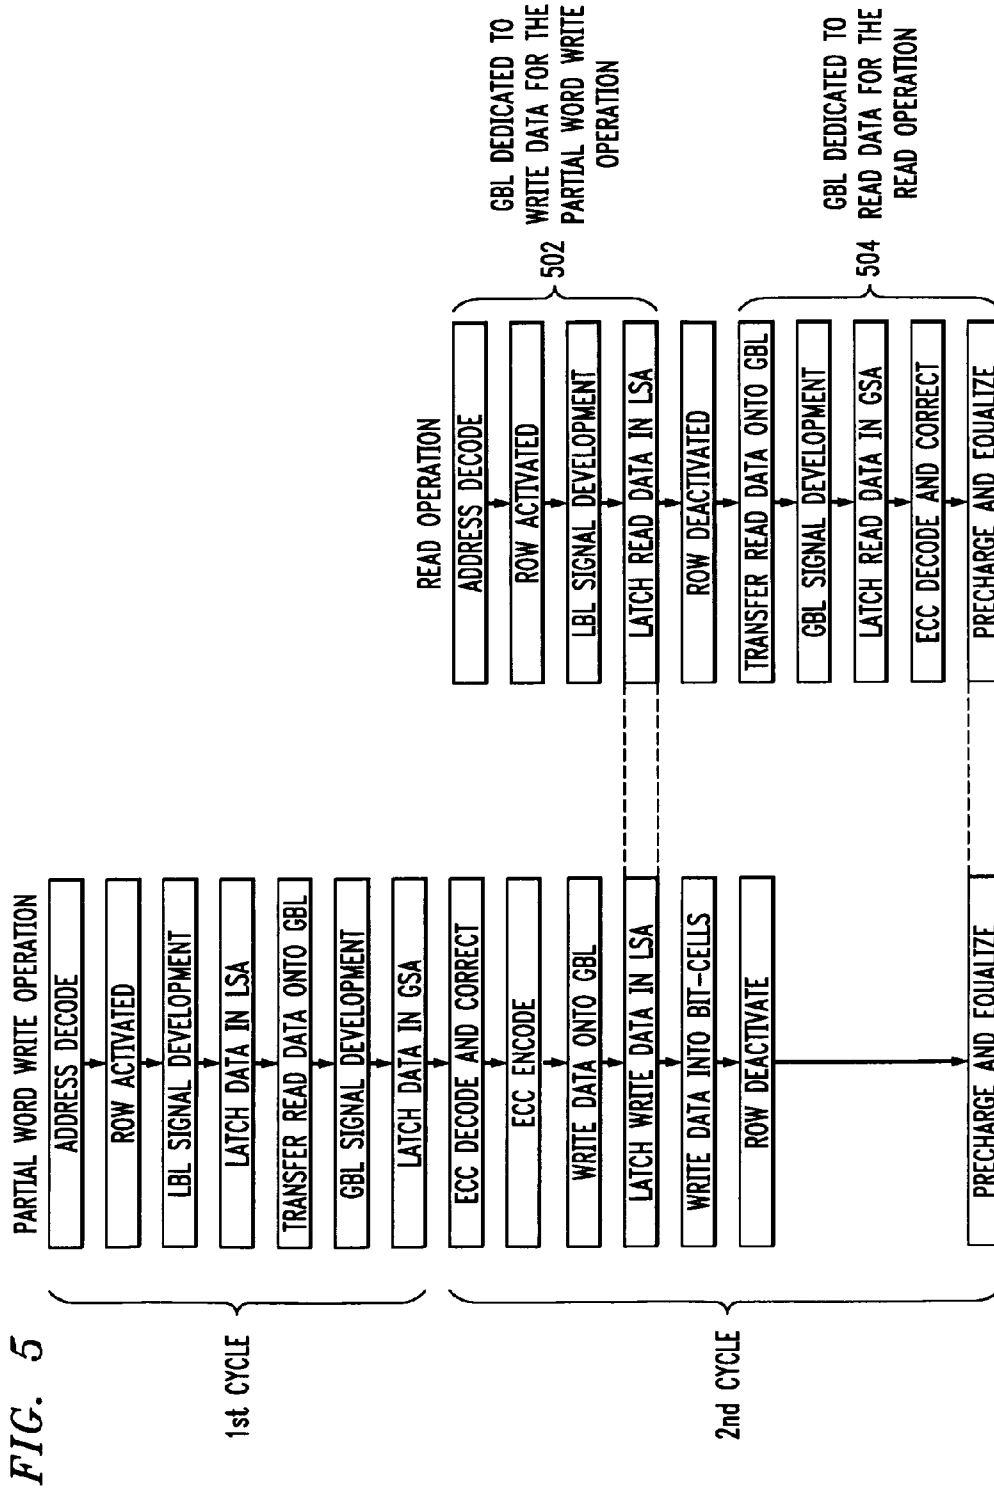 FIG. 5
PARTIAL WORD WRITE OPERATION
1st CYCLE
ADDRESS DECODE
ROW ACTIVATED
LBL SIGNAL DEVELOPMENT
LATCH DATA IN LSA
TRANSFER READ DATA ONTO GBL
GBL SIGNAL DEVELOPMENT
LATCH DATA IN GSA
2nd CYCLE
ECC DECODE AND CORRECT
ECC ENCODE
WRITE DATA ONTO GBL
LATCH WRITE DATA IN LSA
WRITE DATA INTO BIT-CELLS
ROW DEACTIVATE
PRECHARGE AND EQUALIZE
READ OPERATION
ADDRESS DECODE
ROW ACTIVATED
LBL SIGNAL DEVELOPMENT
LATCH READ DATA IN LSA
ROW DEACTIVATED
TRANSFER READ DATA ONTO GBL
GBL SIGNAL DEVELOPMENT
LATCH READ DATA IN GSA
ECC DECODE AND CORRECT
PRECHARGE AND EQUALIZE
502
GBL DEDICATED TO
WRITE DATA FOR THE
PARTIAL WORD WRITE
OPERATION
504
GBL DEDICATED TO
READ DATA FOR THE
READ OPERATION